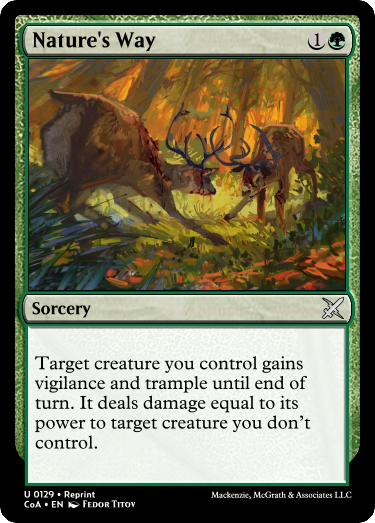 Nature's Way 1
Sorcery
Target creature you control gains
vigilance and trample until end of
turn. It deals damage equal to its
power to target creature you don't
control.
U 0129 • Reprint
CoA • EN Fedor Titov
Mackenzie, McGrath & Associates LLC